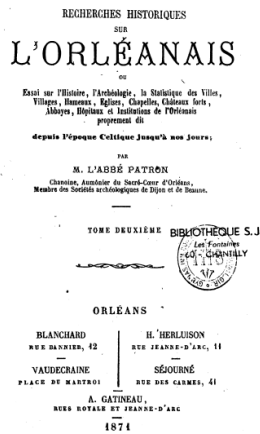 RECHERCHES HISTORIQUES
SUR
L'ORLÉANAIS
OU
Essai sur l'Histoire, l'Archéologie, la Statistique des Villes,
Villages, Hameaux, Eglises, Chapelles, Châteaux forts,
Abbayes, Hôpitaux et Institutions de l'Orléanais
proprement dit
depuis l'époque Celtique jusqu'à nos jours;
PAR
M. L'ABBÉ PATRON
Chanoine, Aumônier du Sacré-Cœur d'Orléans,
Membre des Sociétés archéologiques de Dijon et de Beaune.
TOME DEUXIÈME
BIBLIOTHÈQUE S.J.
Les Fontaines
60 - CHANTILLY
ORLÉANS
BLANCHARD
RUE BANNIER, 12
H. HERLUISON
RUE JEANNE-D'ARC, 11
VAUDECRAINE
PLACE DU MARTROI
SÉJOURNÉ
RUE DES CARMES, 41
A. GATINEAU,
RUES ROYALE ET JEANNE-D'ARC
1871